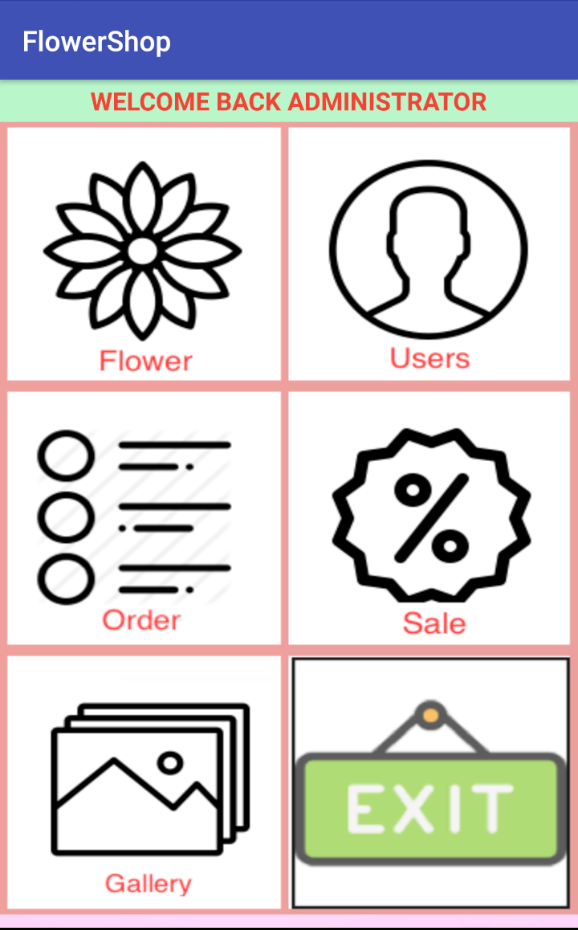 FlowerShop
WELCOME BACK ADMINISTRATOR
Flower
Users
Order
Sale
Gallery
EXIT